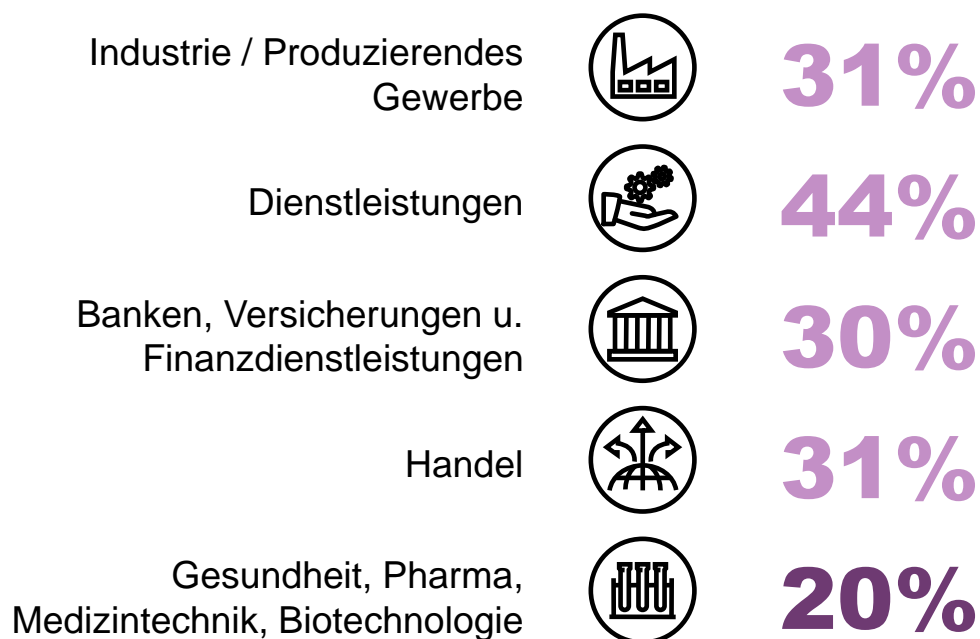 Industrie / Produzierendes
Gewerbe
31%
Dienstleistungen
44%
Banken, Versicherungen u.
Finanzdienstleistungen
30%
Handel
31%
Gesundheit, Pharma,
Medizintechnik, Biotechnologie
20%